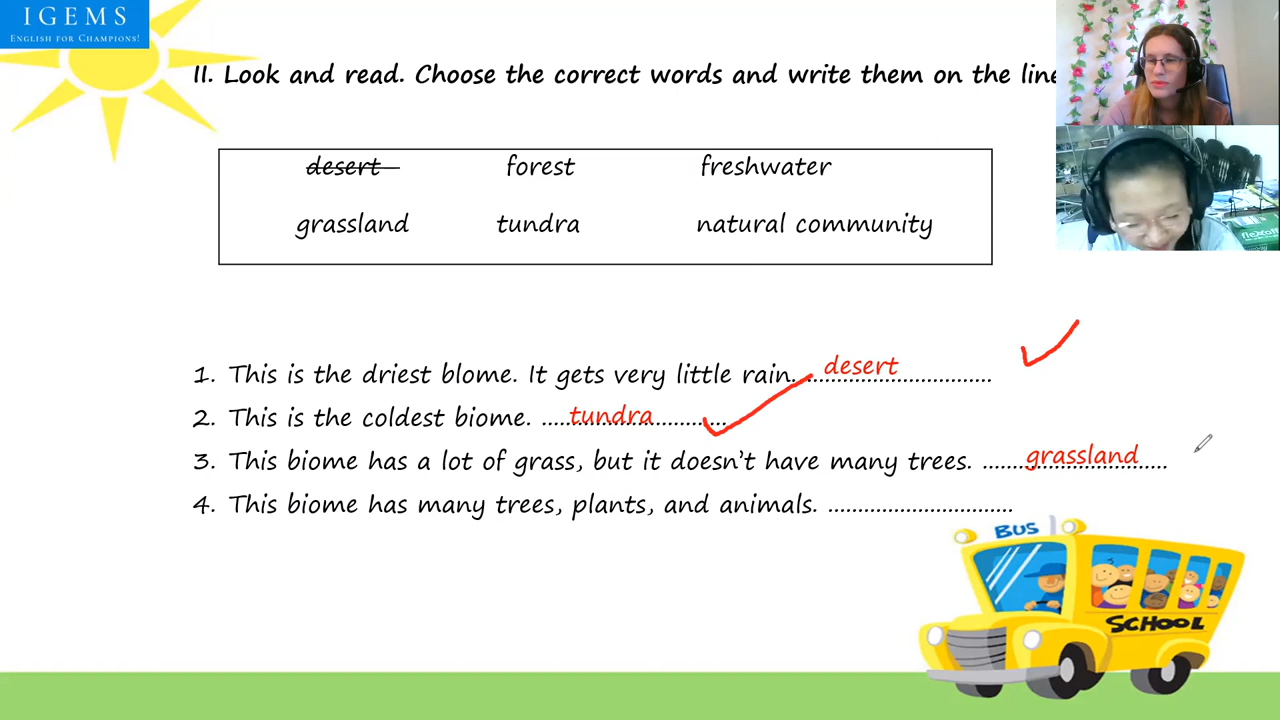 IGEMS
ENGLISH FOR CHAMPIONS!
II. Look and read. Choose the correct words and write them on the line
desert forest freshwater
grassland tundra natural community
1. This is the driest blome. It gets very little rain. .............................. desert
2. This is the coldest biome. .............................. tundra
3. This biome has a lot of grass, but it doesn't have many trees. .............................. grassland
4. This biome has many trees, plants, and animals. ..............................
BUS
SCHOOL